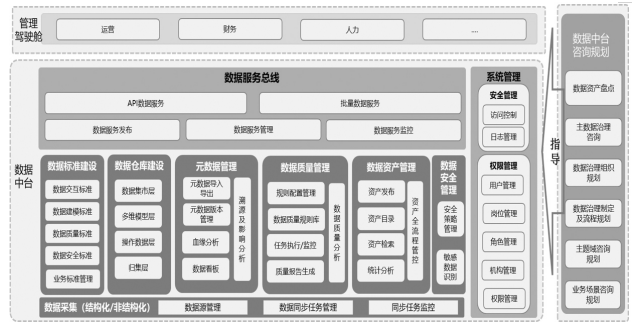 管理
驾驶舱
运营
财务
人力
....
数据中台
咨询规划
数据资产盘点
主数据治理
咨询
数据治理组织
规划
数据治理制定
及流程规划
主题域咨询
规划
业务场景咨询
规划
指导
数据
中台
数据服务总线
API数据服务
批量数据服务
数据服务发布
数据服务管理
数据服务监控
系统管理
安全管理
访问控制
日志管理
权限管理
用户管理
岗位管理
角色管理
机构管理
权限管理
数据标准建设
数据交互标准
数据建模标准
数据质量标准
数据安全标准
业务标准管理
数据仓库建设
数据集市层
多维模型层
操作数据层
归集层
元数据管理
元数据导入
导出
元数据版本
管理
血缘分析
数据看板
溯源及影响分析
数据质量管理
规则配置管理
数据质量规则库
任务执行/监控
质量报告生成
数据质量分析
数据资产管理
资产发布
资产目录
资产检索
统计分析
资产全流程管控
数据
安全
管理
安全
策略
管理
敏感
数据
识别
数据采集（结构化/非结构化）
数据源管理
数据同步任务管理
同步任务监控